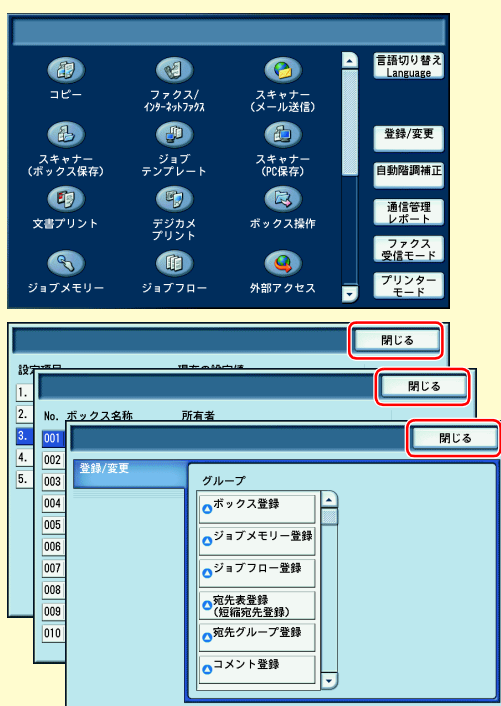 言語切り替え
Language
コピー
ファクス/
インターネットファクス
スキャナー
(メール送信)
登録/変更
スキャナー
(ボックス保存)
ジョブ
テンプレート
スキャナー
(PC保存)
自動階調補正
文書プリント
デジカメ
プリント
ボックス操作
通信管理
レポート
ファクス
受信モード
ジョブメモリー
ジョブフロー
外部アクセス
プリンター
モード
閉じる
1.
2.
3.
4.
5.
閉じる
No. ボックス名称 所有者
001
002
003
004
005
006
007
008
009
010
閉じる
登録/変更
グループ
ボックス登録
ジョブメモリー登録
ジョブフロー登録
宛先表登録
(短縮宛先登録)
宛先グループ登録
コメント登録